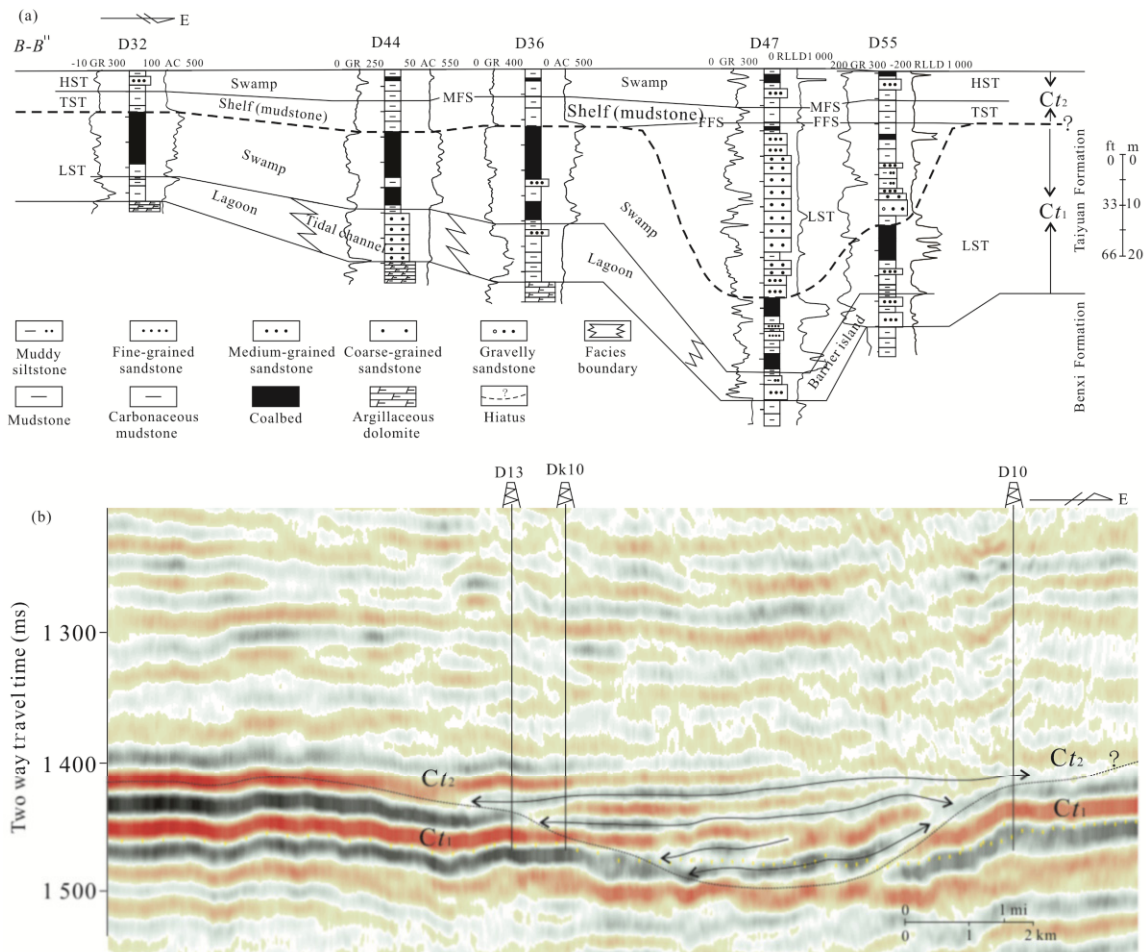 (a)
E
B-B"
D32
D44
D36
D47
D55
-10 GR 300 100 AC 500
0 GR 250 50 AC 550
0 GR 400 0 AC 500
0 GR 300 0 RLLD1 000
200 GR 300 -200 RLLD 1 000
HST
Swamp
MFS
Swamp
MFS
HST
TST
Shelf (mudstone)
Shelf (mudstone)
FFS
FFS
TST
Ct2
?
LST
Swamp
Lagoon
Tidal channel
Swamp
Lagoon
LST
Barrier island
LST
Ct1
Taiyuan Formation
Benxi Formation
ft m
0 0
33 10
66 20
Muddy siltstone
Fine-grained sandstone
Medium-grained sandstone
Coarse-grained sandstone
Gravelly sandstone
Facies boundary
Mudstone
Carbonaceous mudstone
Coalbed
Argillaceous dolomite
?
Hiatus
(b)
D13
Dk10
D10
E
Two way travel time (ms)
1 300
1 400
1 500
Ct2
Ct2
?
Ct1
Ct1
0 1 mi
0 1 2 km